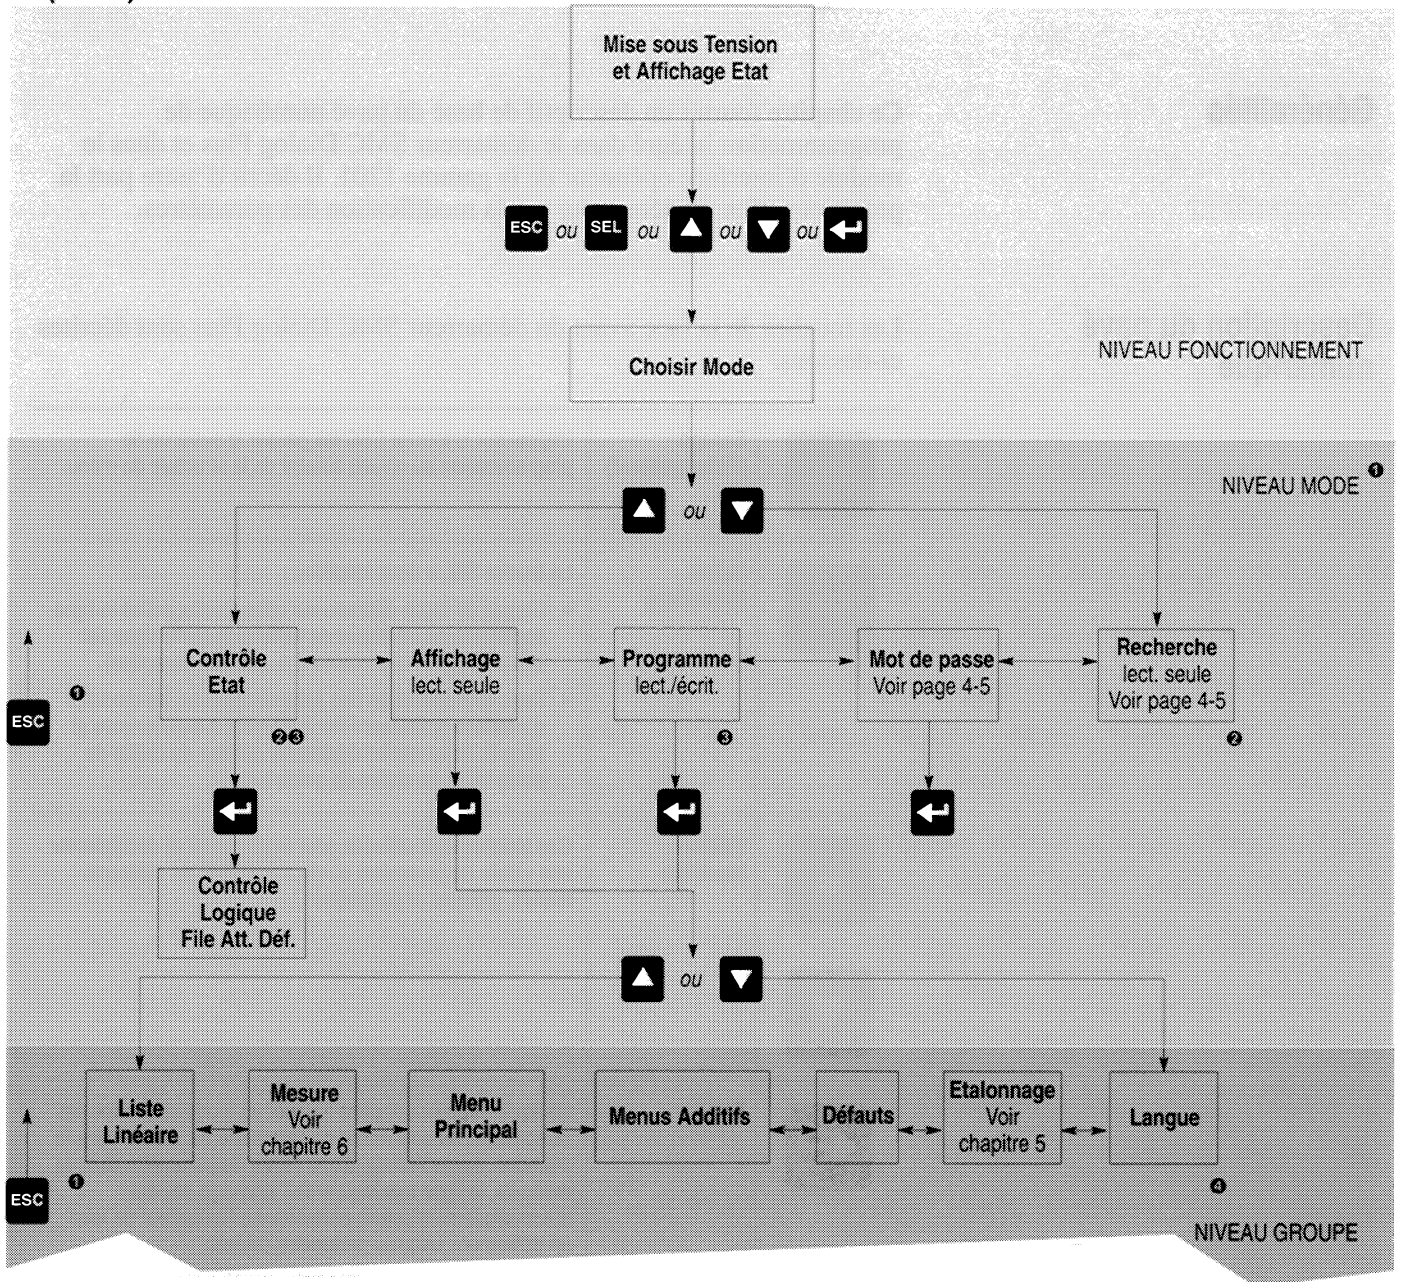 Mise sous Tension
et Affichage Etat
ESC ou SEL ou ou ou
Choisir Mode
NIVEAU FONCTIONNEMENT
NIVEAU MODE ❶
ou
Contrôle
Etat
❷❸
Affichage
lect. seule
Programme
lect./écrit.
❸
Mot de passe
Voir page 4-5
Recherche
lect. seule
Voir page 4-5
❷
ESC ❶
Contrôle
Logique
File Att. Déf.
ou
Liste
Linéaire
Mesure
Voir
chapitre 6
Menu
Principal
Menus Additifs
Défauts
Etalonnage
Voir
chapitre 5
Langue
❹
ESC ❶
NIVEAU GROUPE